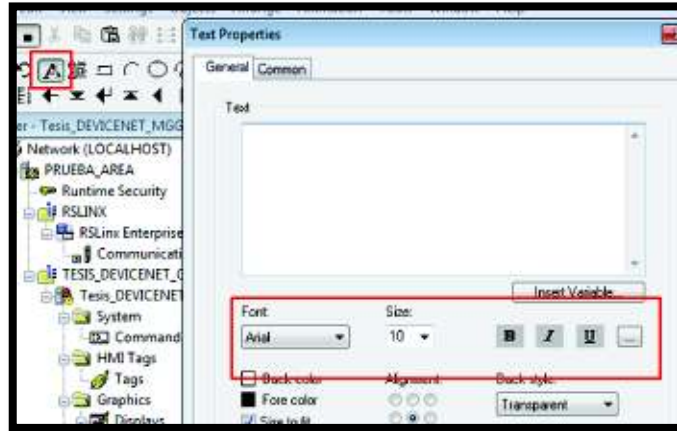 Text Properties
General Common
Text
er - Tesis_DEVICENET_MGG
Network (LOCALHOST)
PRUEBA_AREA
Runtime Security
RSLINX
RSLinx Enterprise
Communicati
TESIS_DEVICENET_
Tesis_DEVICENET
System
Command
HMI Tags
Tags
Graphics
Displays
Insert Variable...
Font: Size:
Arial 10 B I U ...
Back color Alignment: Back style:
Fore color Transparent
Size to fit